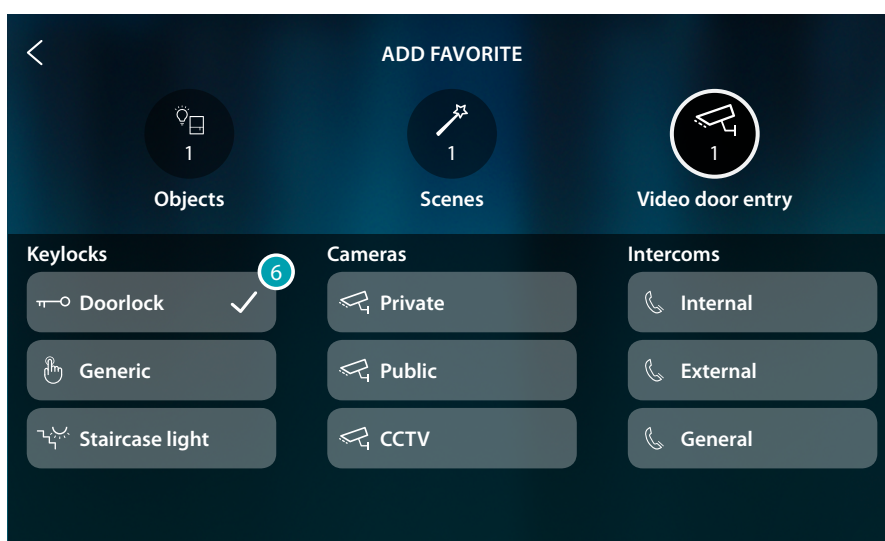 ADD FAVORITE
1
1
1
Objects
Scenes
Video door entry
Keylocks
Cameras
Intercoms
6
Doorlock
Private
Internal
Generic
Public
External
Staircase light
CCTV
General